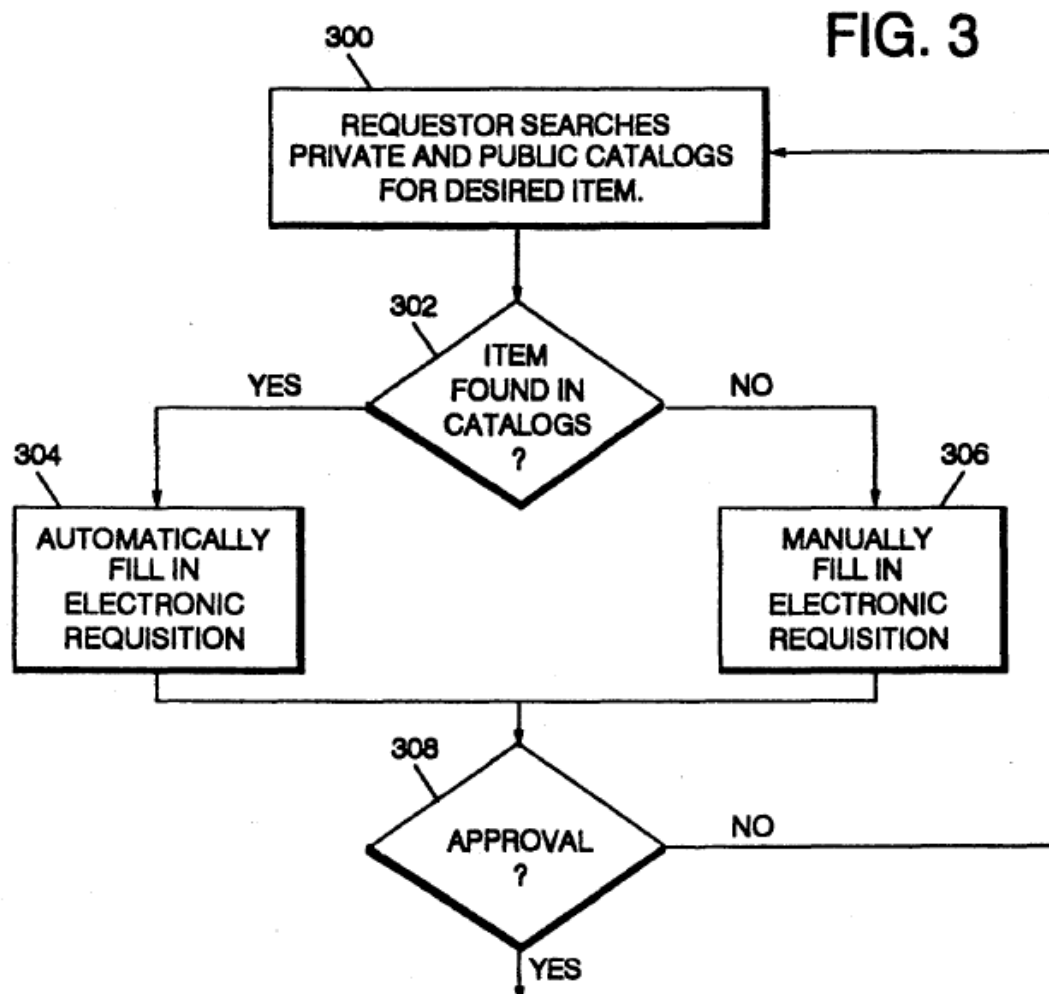 FIG. 3
300
REQUESTOR SEARCHES
PRIVATE AND PUBLIC CATALOGS
FOR DESIRED ITEM.
302
ITEM
FOUND IN
CATALOGS
?
YES
NO
304
AUTOMATICALLY
FILL IN
ELECTRONIC
REQUISITION
306
MANUALLY
FILL IN
ELECTRONIC
REQUISITION
308
APPROVAL
?
NO
YES